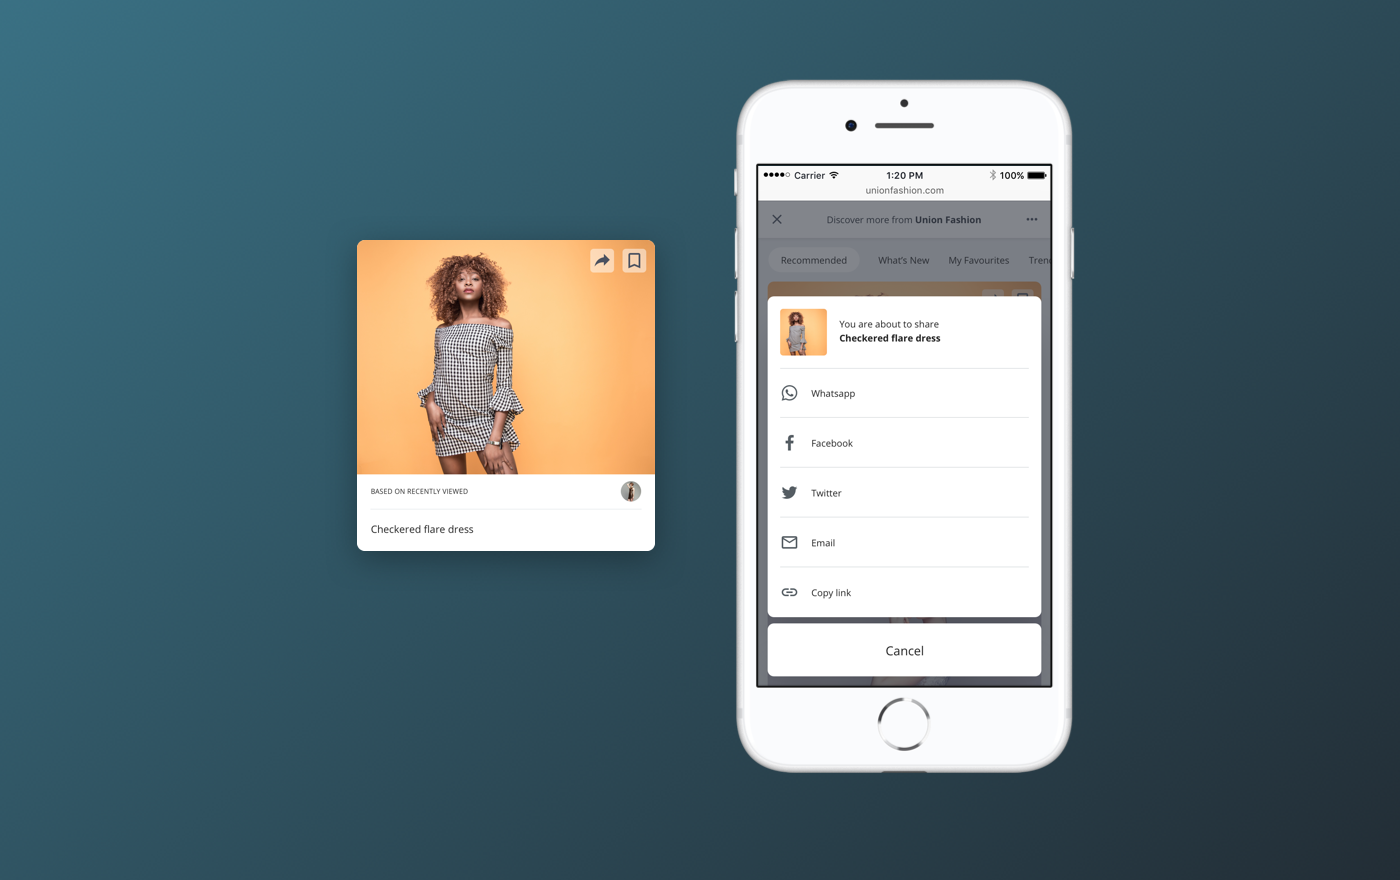 BASED ON RECENTLY VIEWED
Checkered flare dress
Carrier
1:20 PM
100%
unionfashion.com
Discover more from Union Fashion
Recommended
What's New
My Favourites
You are about to share
Checkered flare dress
Whatsapp
Facebook
Twitter
Email
Copy link
Cancel